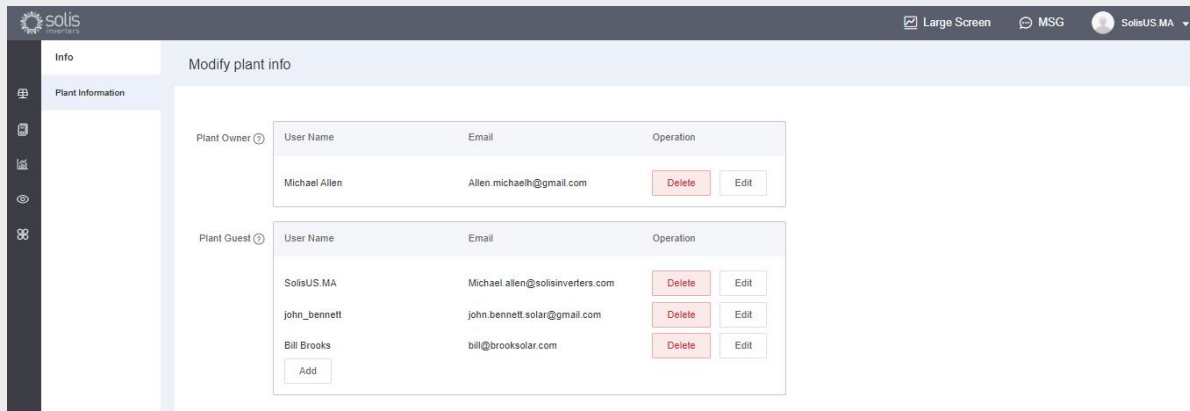 solis
inverters
Large Screen
MSG
SolisUS.MA
Info
Plant Information
Modify plant info
Plant Owner ?
User Name Email Operation
Michael Allen Allen.michaelh@gmail.com Delete Edit
Plant Guest ?
User Name Email Operation
SolisUS.MA Michael.allen@solisinverters.com Delete Edit
john_bennett john.bennett.solar@gmail.com Delete Edit
Bill Brooks bill@brooksolar.com Delete Edit
Add